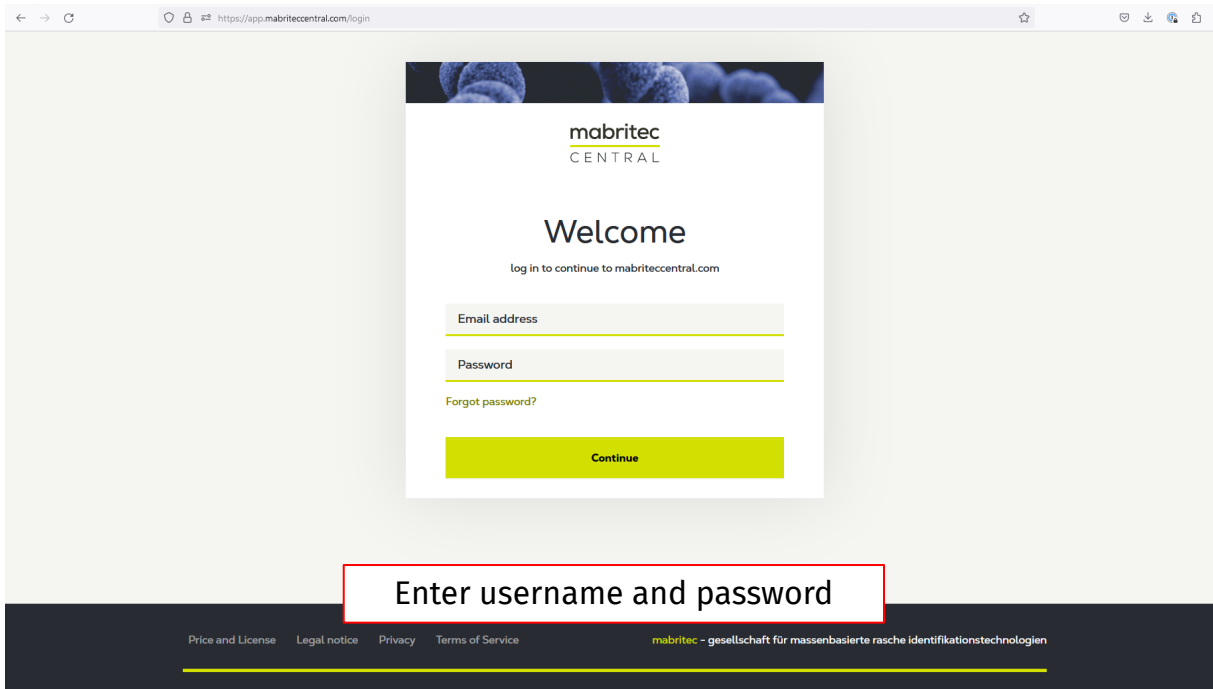 https://app.mabriteccentral.com/login
mabritec
CENTRAL
Welcome
log in to continue to mabriteccentral.com
Email address
Password
Forgot password?
Continue
Enter username and password
Price and License Legal notice Privacy Terms of Service mabritec - gesellschaft für massenbasierte rasche identifikationstechnologien